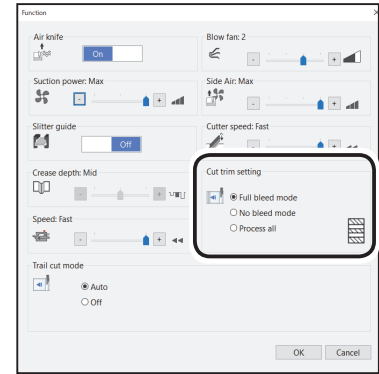 Function
Air knife
On
Suction power: Max
Slitter guide
Off
Crease depth: Mid
Speed: Fast
Trail cut mode
Auto
Off
Blow fan: 2
Side Air: Max
Cutter speed: Fast
Cut trim setting
Full bleed mode
No bleed mode
Process all
OK
Cancel